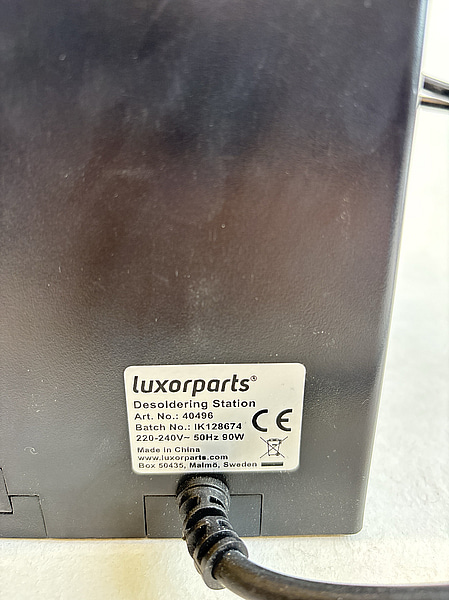 luxorparts®
Desoldering Station
Art. No.: 40496
Batch No.: IK128674
220-240V~ 50Hz 90W
CE
Made in China
www.luxorparts.com
Box 50435, Malmö, Sweden